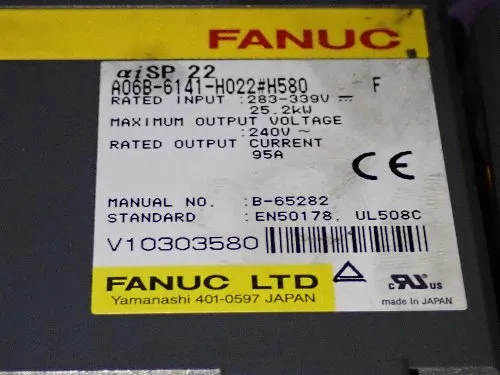 FANUC
αiSP 22
A06B-6141-H022#H580 F
RATED INPUT :283-339V
25.2kW
MAXIMUM OUTPUT VOLTAGE
:240V ~
RATED OUTPUT CURRENT
95A
CE
MANUAL NO. :B-65282
STANDARD :EN50178, UL508C
V10303580
FANUC LTD
Yamanashi 401-0597 JAPAN
c RU us
made in JAPAN